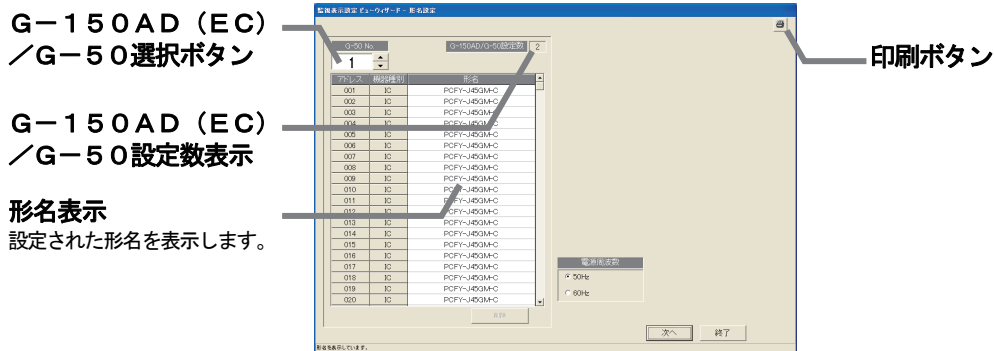 Ｇ－１５０ＡＤ（ＥＣ）
／Ｇ－５０選択ボタン
Ｇ－１５０ＡＤ（ＥＣ）
／Ｇ－５０設定数表示
形名表示
設定された形名を表示します。
監視表示設定 ビューウィザード - 形名設定
G-50 No.
G-150AD/G-50設定数 2
1
アドレス 機器種別 形名
001 IC PCFY-J45GM-C
002 IC PCFY-J45GM-C
003 IC PCFY-J45GM-C
004 IC PCFY-J45GM-C
005 IC PCFY-J45GM-C
006 IC PCFY-J45GM-C
007 IC PCFY-J45GM-C
008 IC PCFY-J45GM-C
009 IC PCFY-J45GM-C
010 IC PCFY-J45GM-C
011 IC PCFY-J45GM-C
012 IC PCFY-J45GM-C
013 IC PCFY-J45GM-C
014 IC PCFY-J45GM-C
015 IC PCFY-J45GM-C
016 IC PCFY-J45GM-C
017 IC PCFY-J45GM-C
018 IC PCFY-J45GM-C
019 IC PCFY-J45GM-C
020 IC PCFY-J45GM-C
電源周波数
50Hz
60Hz
次へ 終了
形名を表示しています。
印刷ボタン